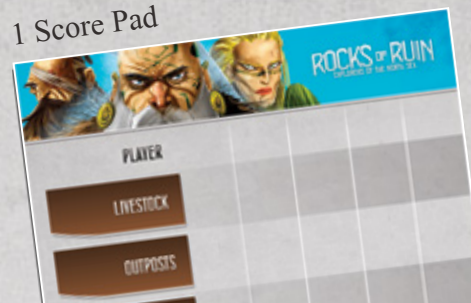 1 Score Pad
ROCKS OF RUIN
EXPLORERS OF THE NORTH SEA
PLAYER
LIVESTOCK
OUTPOSTS